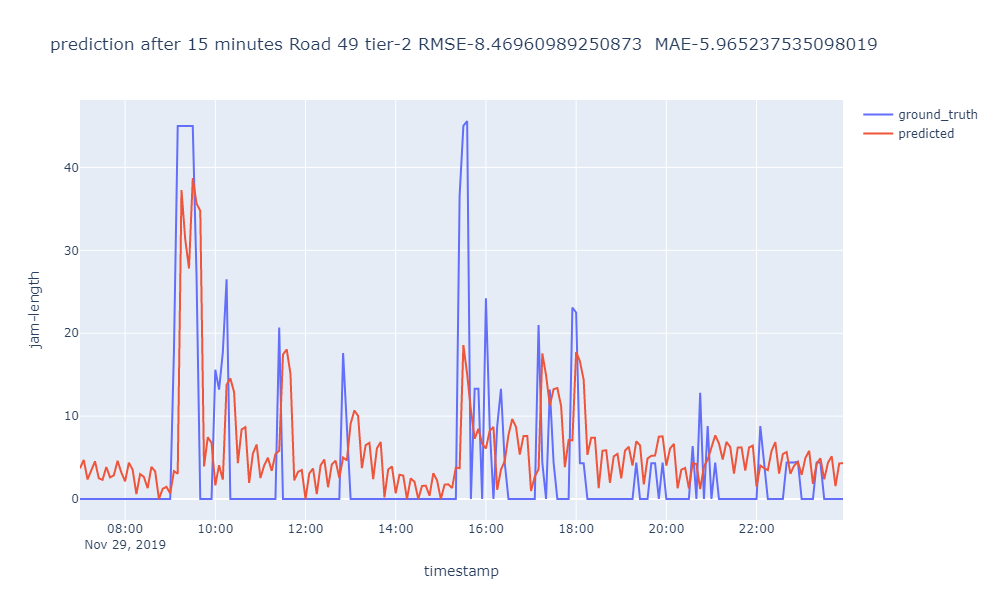 prediction after 15 minutes Road 49 tier-2 RMSE-8.46960989250873  MAE-5.965237535098019
ground_truth
predicted
jam-length
40
30
20
10
0
08:00 10:00 12:00 14:00 16:00 18:00 20:00 22:00
Nov 29, 2019
timestamp